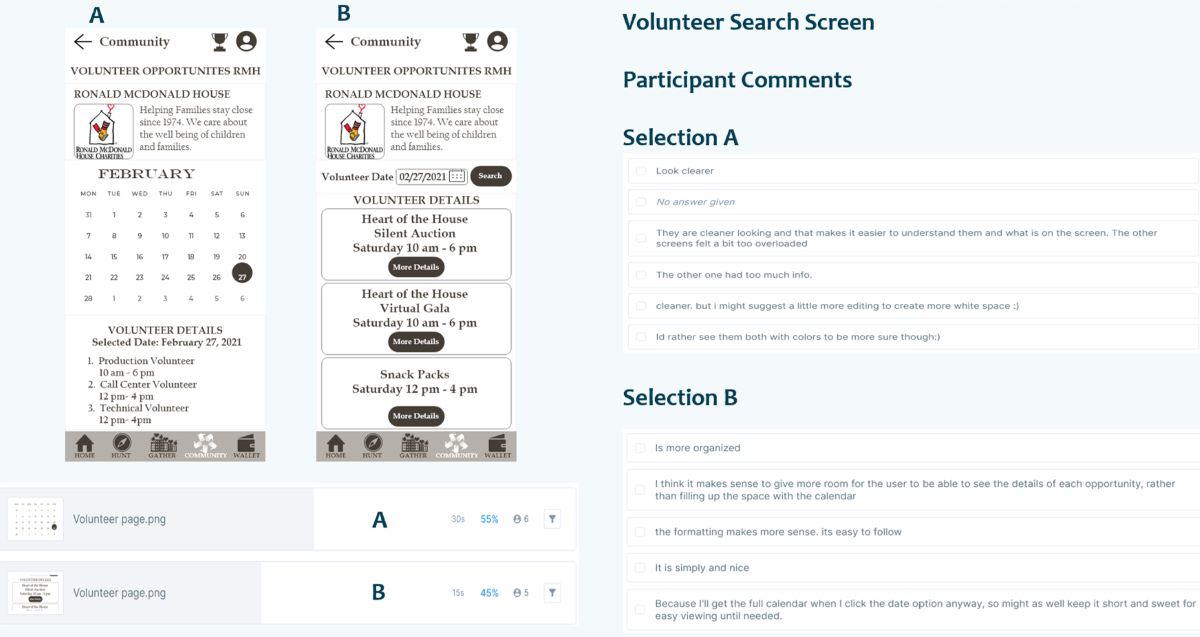 A
Community
VOLUNTEER OPPORTUNITES RMH
RONALD MCDONALD HOUSE
Helping Families stay close
since 1974. We care about
the well being of children
and families.
RONALD MCDONALD
HOUSE CHARITIES
FEBRUARY
MON TUE WED THU FRI SAT SUN
31 1 2 3 4 5 6
7 8 9 10 11 12 13
14 15 16 17 18 19 20
21 22 23 24 25 26 27
28 1 2 3 4 5 6
VOLUNTEER DETAILS
Selected Date: February 27, 2021
1. Production Volunteer
10 am - 6 pm
2. Call Center Volunteer
12 pm- 4 pm
3. Technical Volunteer
12 pm- 4pm
HOME HUNT GATHER COMMUNITY WALLET
B
Community
VOLUNTEER OPPORTUNITES RMH
RONALD MCDONALD HOUSE
Helping Families stay close
since 1974. We care about
the well being of children
and families.
RONALD MCDONALD
HOUSE CHARITIES
Volunteer Date 02/27/2021 Search
VOLUNTEER DETAILS
Heart of the House
Silent Auction
Saturday 10 am - 6 pm
More Details
Heart of the House
Virtual Gala
Saturday 10 am - 6 pm
More Details
Snack Packs
Saturday 12 pm - 4 pm
More Details
HOME HUNT GATHER COMMUNITY WALLET
Volunteer page.png A 30s 55% 6
Volunteer page.png B 15s 45% 5
Volunteer Search Screen
Participant Comments
Selection A
Look clearer
No answer given
They are cleaner looking and that makes it easier to understand them and what is on the screen. The other
screens felt a bit too overloaded
The other one had too much info.
cleaner. but i might suggest a little more editing to create more white space :)
Id rather see them both with colors to be more sure though:)
Selection B
Is more organized
I think it makes sense to give more room for the user to be able to see the details of each opportunity, rather
than filling up the space with the calendar
the formatting makes more sense. its easy to follow
It is simply and nice
Because I'll get the full calendar when I click the date option anyway, so might as well keep it short and sweet for
easy viewing until needed.